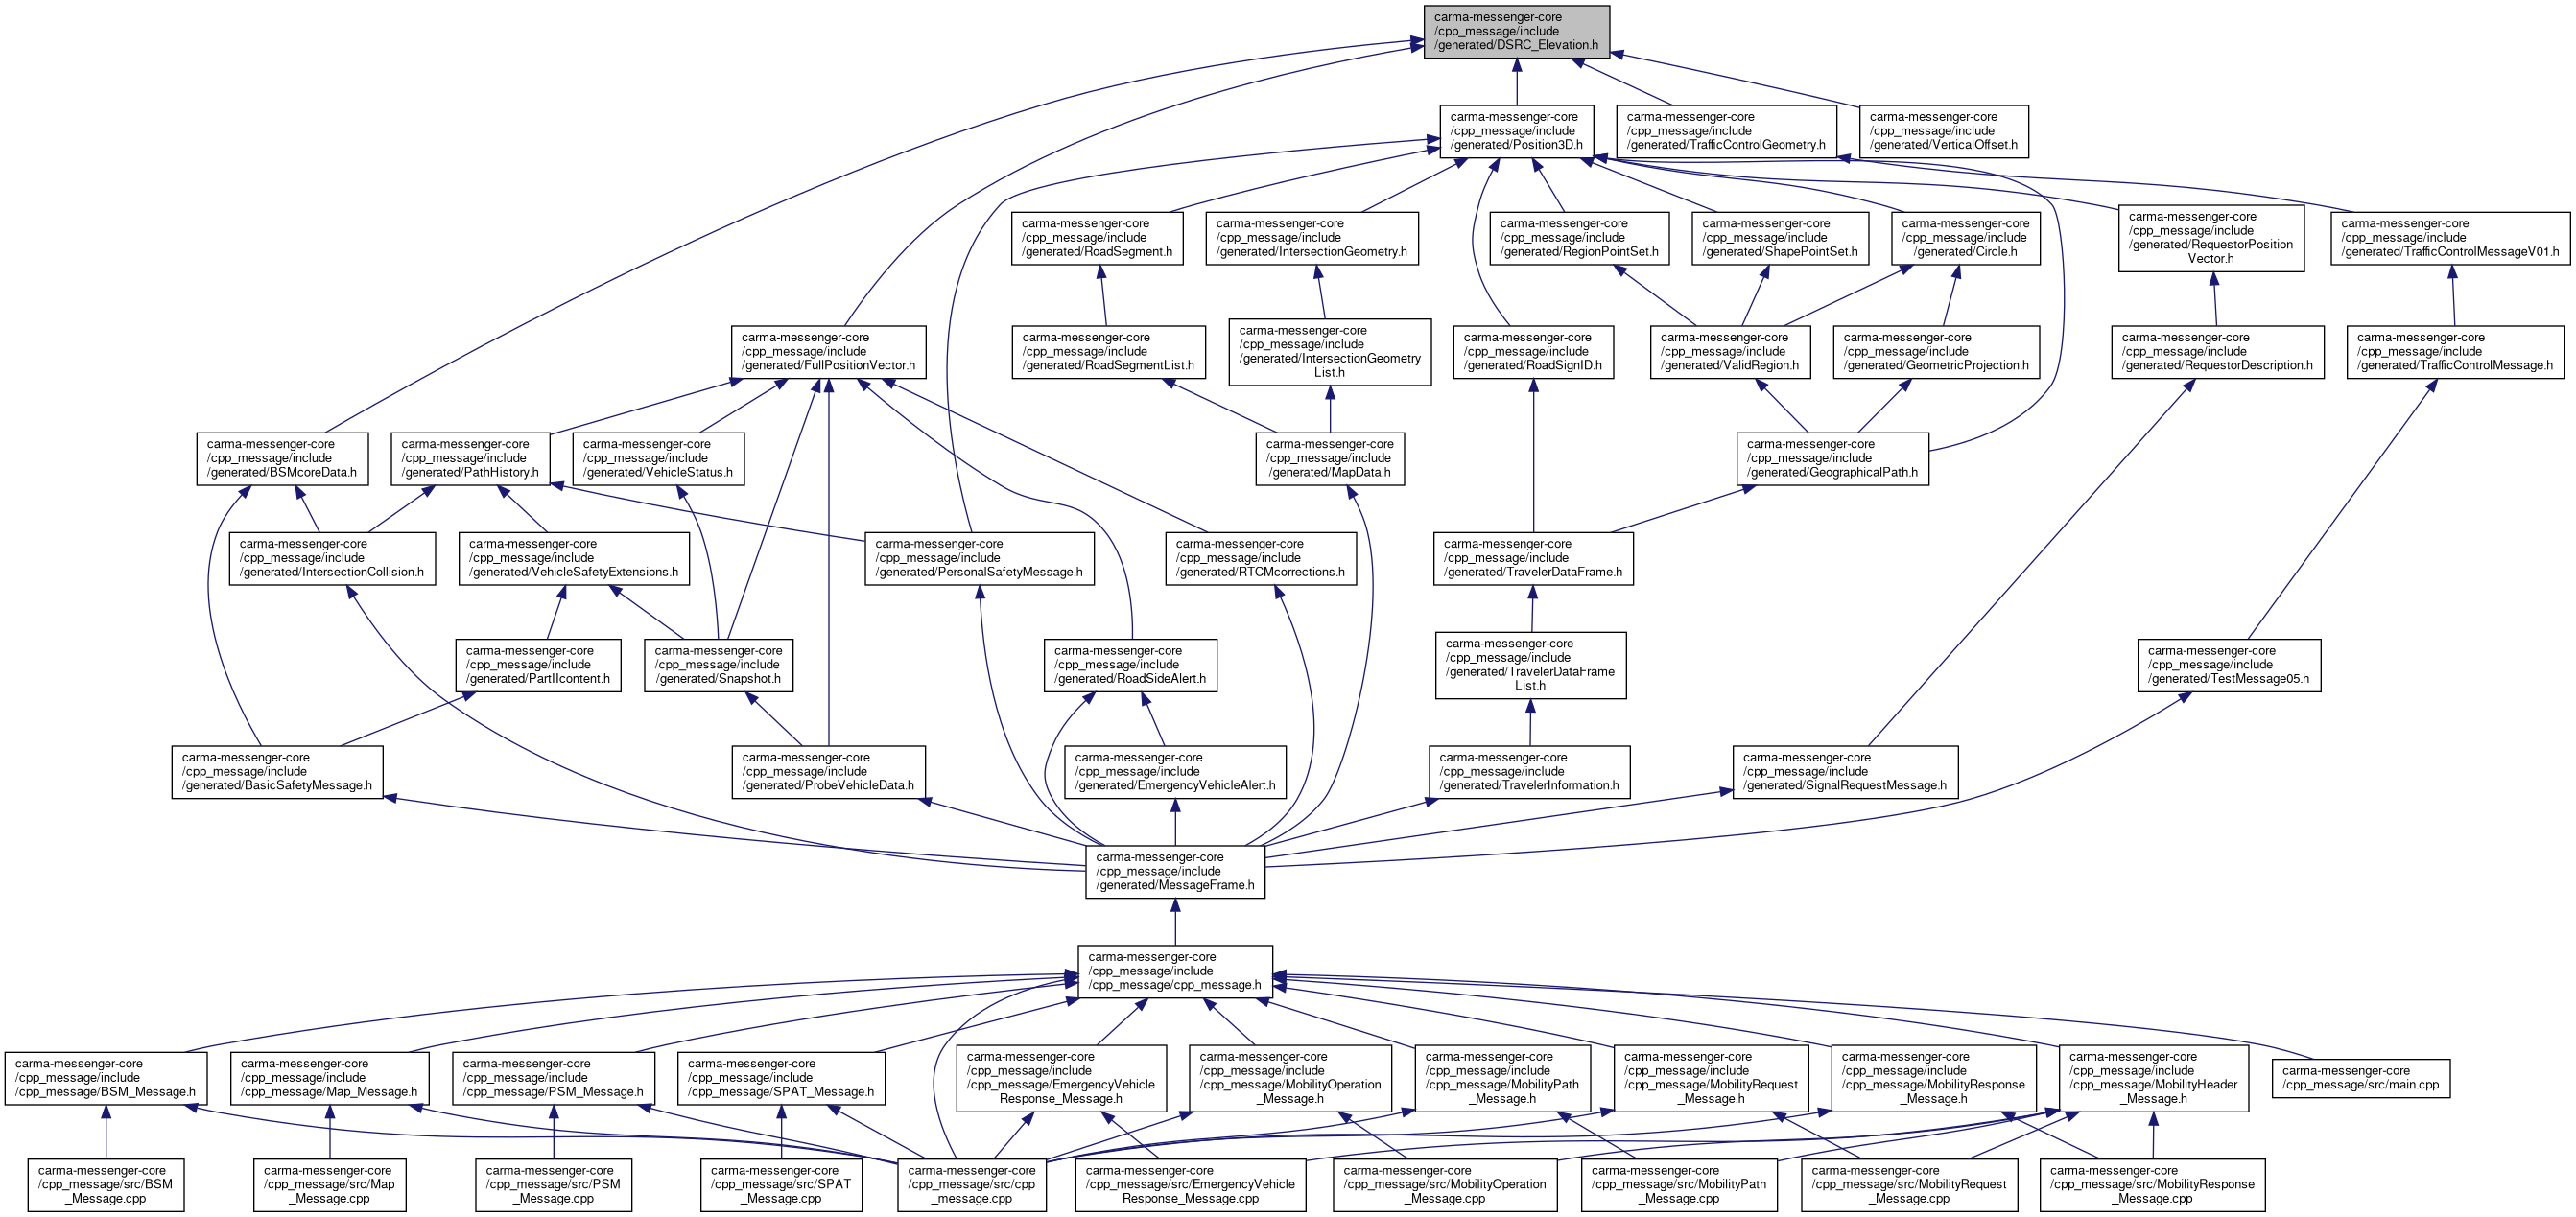 carma-messenger-core
/cpp_message/include
/generated/DSRC_Elevation.h
carma-messenger-core
/cpp_message/include
/generated/Position3D.h
carma-messenger-core
/cpp_message/include
/generated/TrafficControlGeometry.h
carma-messenger-core
/cpp_message/include
/generated/VerticalOffset.h
carma-messenger-core
/cpp_message/include
/generated/RoadSegment.h
carma-messenger-core
/cpp_message/include
/generated/IntersectionGeometry.h
carma-messenger-core
/cpp_message/include
/generated/RegionPointSet.h
carma-messenger-core
/cpp_message/include
/generated/ShapePointSet.h
carma-messenger-core
/cpp_message/include
/generated/Circle.h
carma-messenger-core
/cpp_message/include
/generated/RequestorPosition
Vector.h
carma-messenger-core
/cpp_message/include
/generated/TrafficControlMessageV01.h
carma-messenger-core
/cpp_message/include
/generated/FullPositionVector.h
carma-messenger-core
/cpp_message/include
/generated/RoadSegmentList.h
carma-messenger-core
/cpp_message/include
/generated/IntersectionGeometry
List.h
carma-messenger-core
/cpp_message/include
/generated/RoadSignID.h
carma-messenger-core
/cpp_message/include
/generated/ValidRegion.h
carma-messenger-core
/cpp_message/include
/generated/GeometricProjection.h
carma-messenger-core
/cpp_message/include
/generated/RequestorDescription.h
carma-messenger-core
/cpp_message/include
/generated/TrafficControlMessage.h
carma-messenger-core
/cpp_message/include
/generated/BSMcoreData.h
carma-messenger-core
/cpp_message/include
/generated/PathHistory.h
carma-messenger-core
/cpp_message/include
/generated/VehicleStatus.h
carma-messenger-core
/cpp_message/include
/generated/MapData.h
carma-messenger-core
/cpp_message/include
/generated/GeographicalPath.h
carma-messenger-core
/cpp_message/include
/generated/IntersectionCollision.h
carma-messenger-core
/cpp_message/include
/generated/VehicleSafetyExtensions.h
carma-messenger-core
/cpp_message/include
/generated/PersonalSafetyMessage.h
carma-messenger-core
/cpp_message/include
/generated/RTCMcorrections.h
carma-messenger-core
/cpp_message/include
/generated/TravelerDataFrame.h
carma-messenger-core
/cpp_message/include
/generated/PartIIcontent.h
carma-messenger-core
/cpp_message/include
/generated/Snapshot.h
carma-messenger-core
/cpp_message/include
/generated/RoadSideAlert.h
carma-messenger-core
/cpp_message/include
/generated/TravelerDataFrame
List.h
carma-messenger-core
/cpp_message/include
/generated/TestMessage05.h
carma-messenger-core
/cpp_message/include
/generated/BasicSafetyMessage.h
carma-messenger-core
/cpp_message/include
/generated/ProbeVehicleData.h
carma-messenger-core
/cpp_message/include
/generated/EmergencyVehicleAlert.h
carma-messenger-core
/cpp_message/include
/generated/TravelerInformation.h
carma-messenger-core
/cpp_message/include
/generated/SignalRequestMessage.h
carma-messenger-core
/cpp_message/include
/generated/MessageFrame.h
carma-messenger-core
/cpp_message/include
/cpp_message/cpp_message.h
carma-messenger-core
/cpp_message/include
/cpp_message/BSM_Message.h
carma-messenger-core
/cpp_message/include
/cpp_message/Map_Message.h
carma-messenger-core
/cpp_message/include
/cpp_message/PSM_Message.h
carma-messenger-core
/cpp_message/include
/cpp_message/SPAT_Message.h
carma-messenger-core
/cpp_message/include
/cpp_message/EmergencyVehicle
Response_Message.h
carma-messenger-core
/cpp_message/include
/cpp_message/MobilityOperation
_Message.h
carma-messenger-core
/cpp_message/include
/cpp_message/MobilityPath
_Message.h
carma-messenger-core
/cpp_message/include
/cpp_message/MobilityRequest
_Message.h
carma-messenger-core
/cpp_message/include
/cpp_message/MobilityResponse
_Message.h
carma-messenger-core
/cpp_message/include
/cpp_message/MobilityHeader
_Message.h
carma-messenger-core
/cpp_message/src/main.cpp
carma-messenger-core
/cpp_message/src/BSM
_Message.cpp
carma-messenger-core
/cpp_message/src/Map
_Message.cpp
carma-messenger-core
/cpp_message/src/PSM
_Message.cpp
carma-messenger-core
/cpp_message/src/SPAT
_Message.cpp
carma-messenger-core
/cpp_message/src/cpp
_message.cpp
carma-messenger-core
/cpp_message/src/EmergencyVehicle
Response_Message.cpp
carma-messenger-core
/cpp_message/src/MobilityOperation
_Message.cpp
carma-messenger-core
/cpp_message/src/MobilityPath
_Message.cpp
carma-messenger-core
/cpp_message/src/MobilityRequest
_Message.cpp
carma-messenger-core
/cpp_message/src/MobilityResponse
_Message.cpp